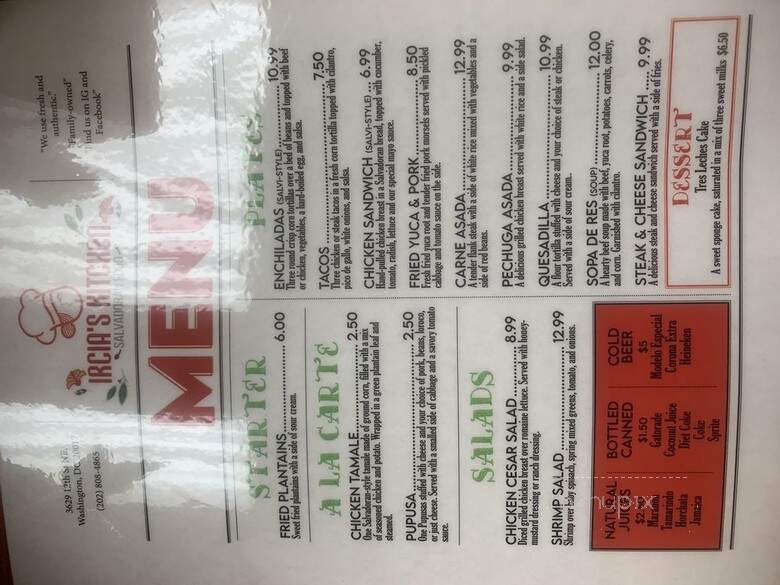 3629 12th St NE,
Washington, DC
(202) 808-4865
IRCIA'S KITCHEN
SALVADORIAN
"We use fresh and
authentic"
"Family-owned"
find us on IG and
Facebook"
MENU
STARTER
FRIED PLANTAINS ........ 6.00
Sweet fried plantains with a side of sour cream.
A LA CARTE
CHICKEN TAMALE ........ 2.50
One Salvadoran-style tamale made of ground corn, filled with a mix
of seasoned chicken and potato. Wrapped in a green plantain leaf and
steamed.
PUPUSA ........ 2.50
One Pupusas stuffed with cheese and your choice of pork, beans, loroco,
or just cheese. Served with a smalled side of cabbage and a savory tomato
sauce.
SALADS
CHICKEN CESAR SALAD ........ 8.99
Diced grilled chicken breast over romaine lettuce. Served with honey-
mustard dressing or ranch dressing.
SHRIMP SALAD ........ 12.99
Shrimp over baby spinach, spring mixed greens, tomato, and onions.
NATURAL
JUICES
Tamarindo
Horchata
Jamaica
BOTTLED
CANNED
$1.50
Gatorade
Coconut Juice
Diet Coke
Coke
Sprite
COLD
BEER
$5
Modelo Especial
Corona Extra
Heineken
PLATOS
ENCHILADAS (SALVI-STYLE) ........ 10.99
Three round crisp corn tortillas over a bed of beans and topped with beef
or chicken, vegetables, a hard-boiled egg, and salsa.
TACOS ........ 7.50
Three chicken or steak tacos in a fresh corn tortilla topped with cilantro,
pico de gallo, white onions, and salsa.
CHICKEN SANDWICH (SALVI-STYLE) ... 6.99
Hand-pulled chicken breast in a Salvadoran bread, topped with cucumber,
tomato, radish, lettuce and our special mayo sauce.
FRIED YUCA & PORK ........ 8.50
Fresh fried yuca root and tender fried pork morsels served with pickled
cabbage and tomato sauce on the side.
CARNE ASADA ........ 12.99
A tender flank steak with a side of white rice mixed with vegetables and a
side of red beans.
PECHUGA ASADA ........ 9.99
A delicious grilled chicken breast served with white rice and a side salad.
QUESADILLA ........ 10.99
A flour tortilla stuffed with cheese and your choice of steak or chicken.
Served with a side of sour cream.
SOPA DE RES (SOUP) ........ 12.00
A hearty beef soup made with beef, yuca root, potatoes, carrots, celery,
and corn. Garnished with cilantro.
STEAK & CHEESE SANDWICH ... 9.99
A delicious steak and cheese sandwich served with a side of fries.
DESSERT
Tres Leches Cake
A sweet sponge cake, saturated in a mix of three sweet milks $6.50